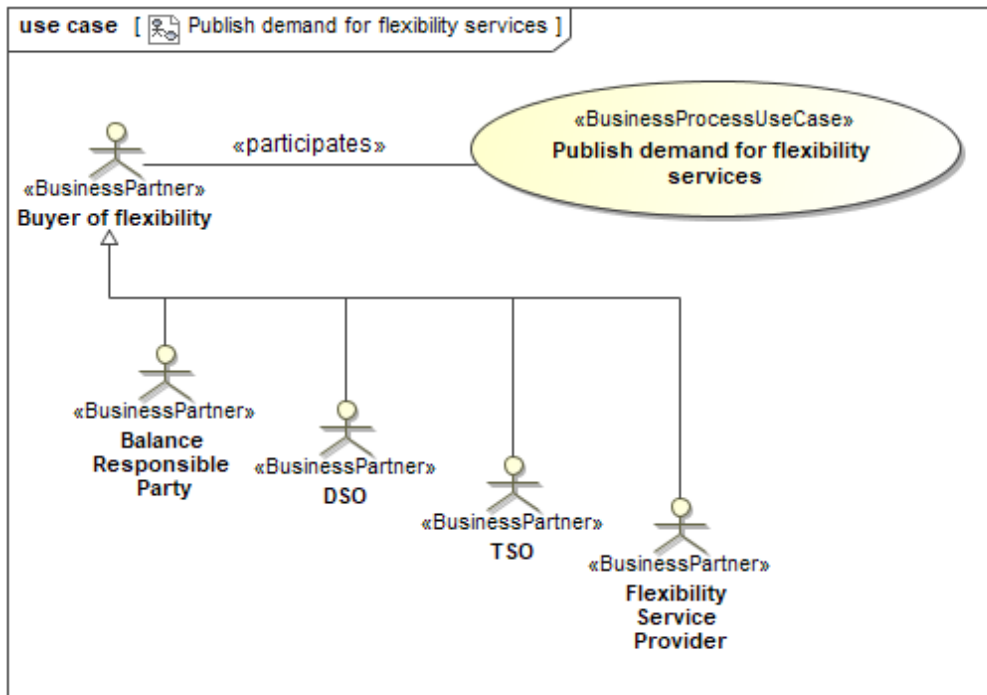 use case [ Publish demand for flexibility services ]
«participates»
«BusinessProcessUseCase»
Publish demand for flexibility
services
«BusinessPartner»
Buyer of flexibility
«BusinessPartner»
Balance
Responsible
Party
«BusinessPartner»
DSO
«BusinessPartner»
TSO
«BusinessPartner»
Flexibility
Service
Provider